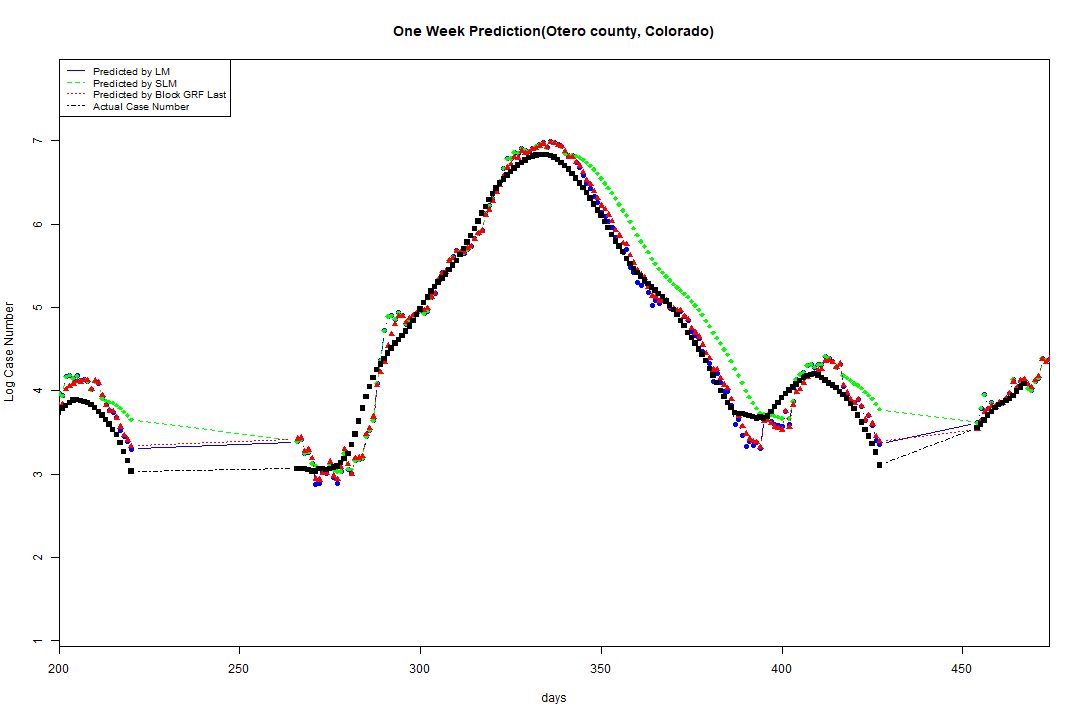 One Week Prediction(Otero county, Colorado)
Predicted by LM
Predicted by SLM
Predicted by Block GRF Last
Actual Case Number
7
6
5
4
3
2
1
Log Case Number
200 250 300 350 400 450
days